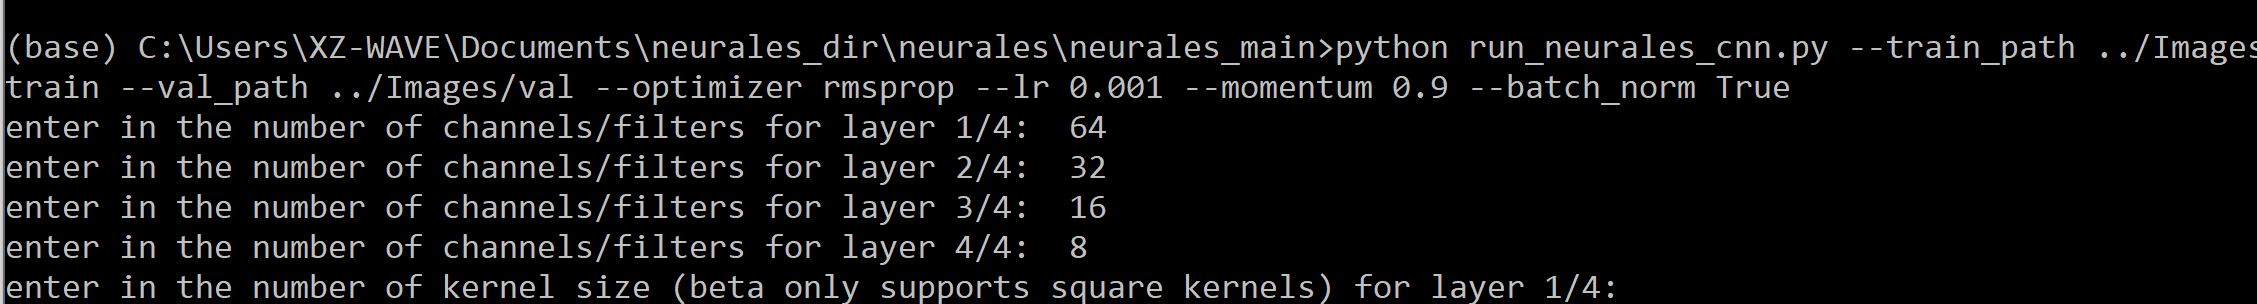 (base) C:\Users\XZ-WAVE\Documents\neurales_dir\neurales\neurales_main>python run_neurales_cnn.py --train_path ../Images
train --val_path ../Images/val --optimizer rmsprop --lr 0.001 --momentum 0.9 --batch_norm True
enter in the number of channels/filters for layer 1/4:  64
enter in the number of channels/filters for layer 2/4:  32
enter in the number of channels/filters for layer 3/4:  16
enter in the number of channels/filters for layer 4/4:  8
enter in the number of kernel size (beta only supports square kernels) for layer 1/4: